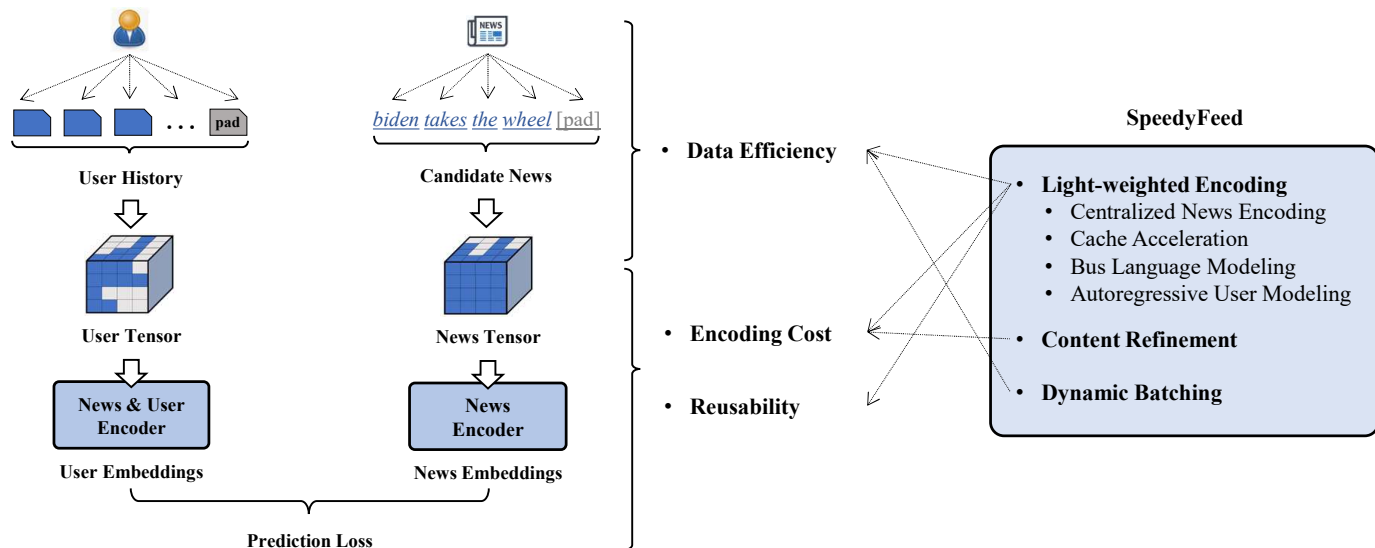 NEWS
pad
biden takes the wheel [pad]
User History
Candidate News
User Tensor
News Tensor
News & User
Encoder
News
Encoder
User Embeddings
News Embeddings
Prediction Loss
• Data Efficiency
• Encoding Cost
• Reusability
SpeedyFeed
• Light-weighted Encoding
• Centralized News Encoding
• Cache Acceleration
• Bus Language Modeling
• Autoregressive User Modeling
• Content Refinement
• Dynamic Batching